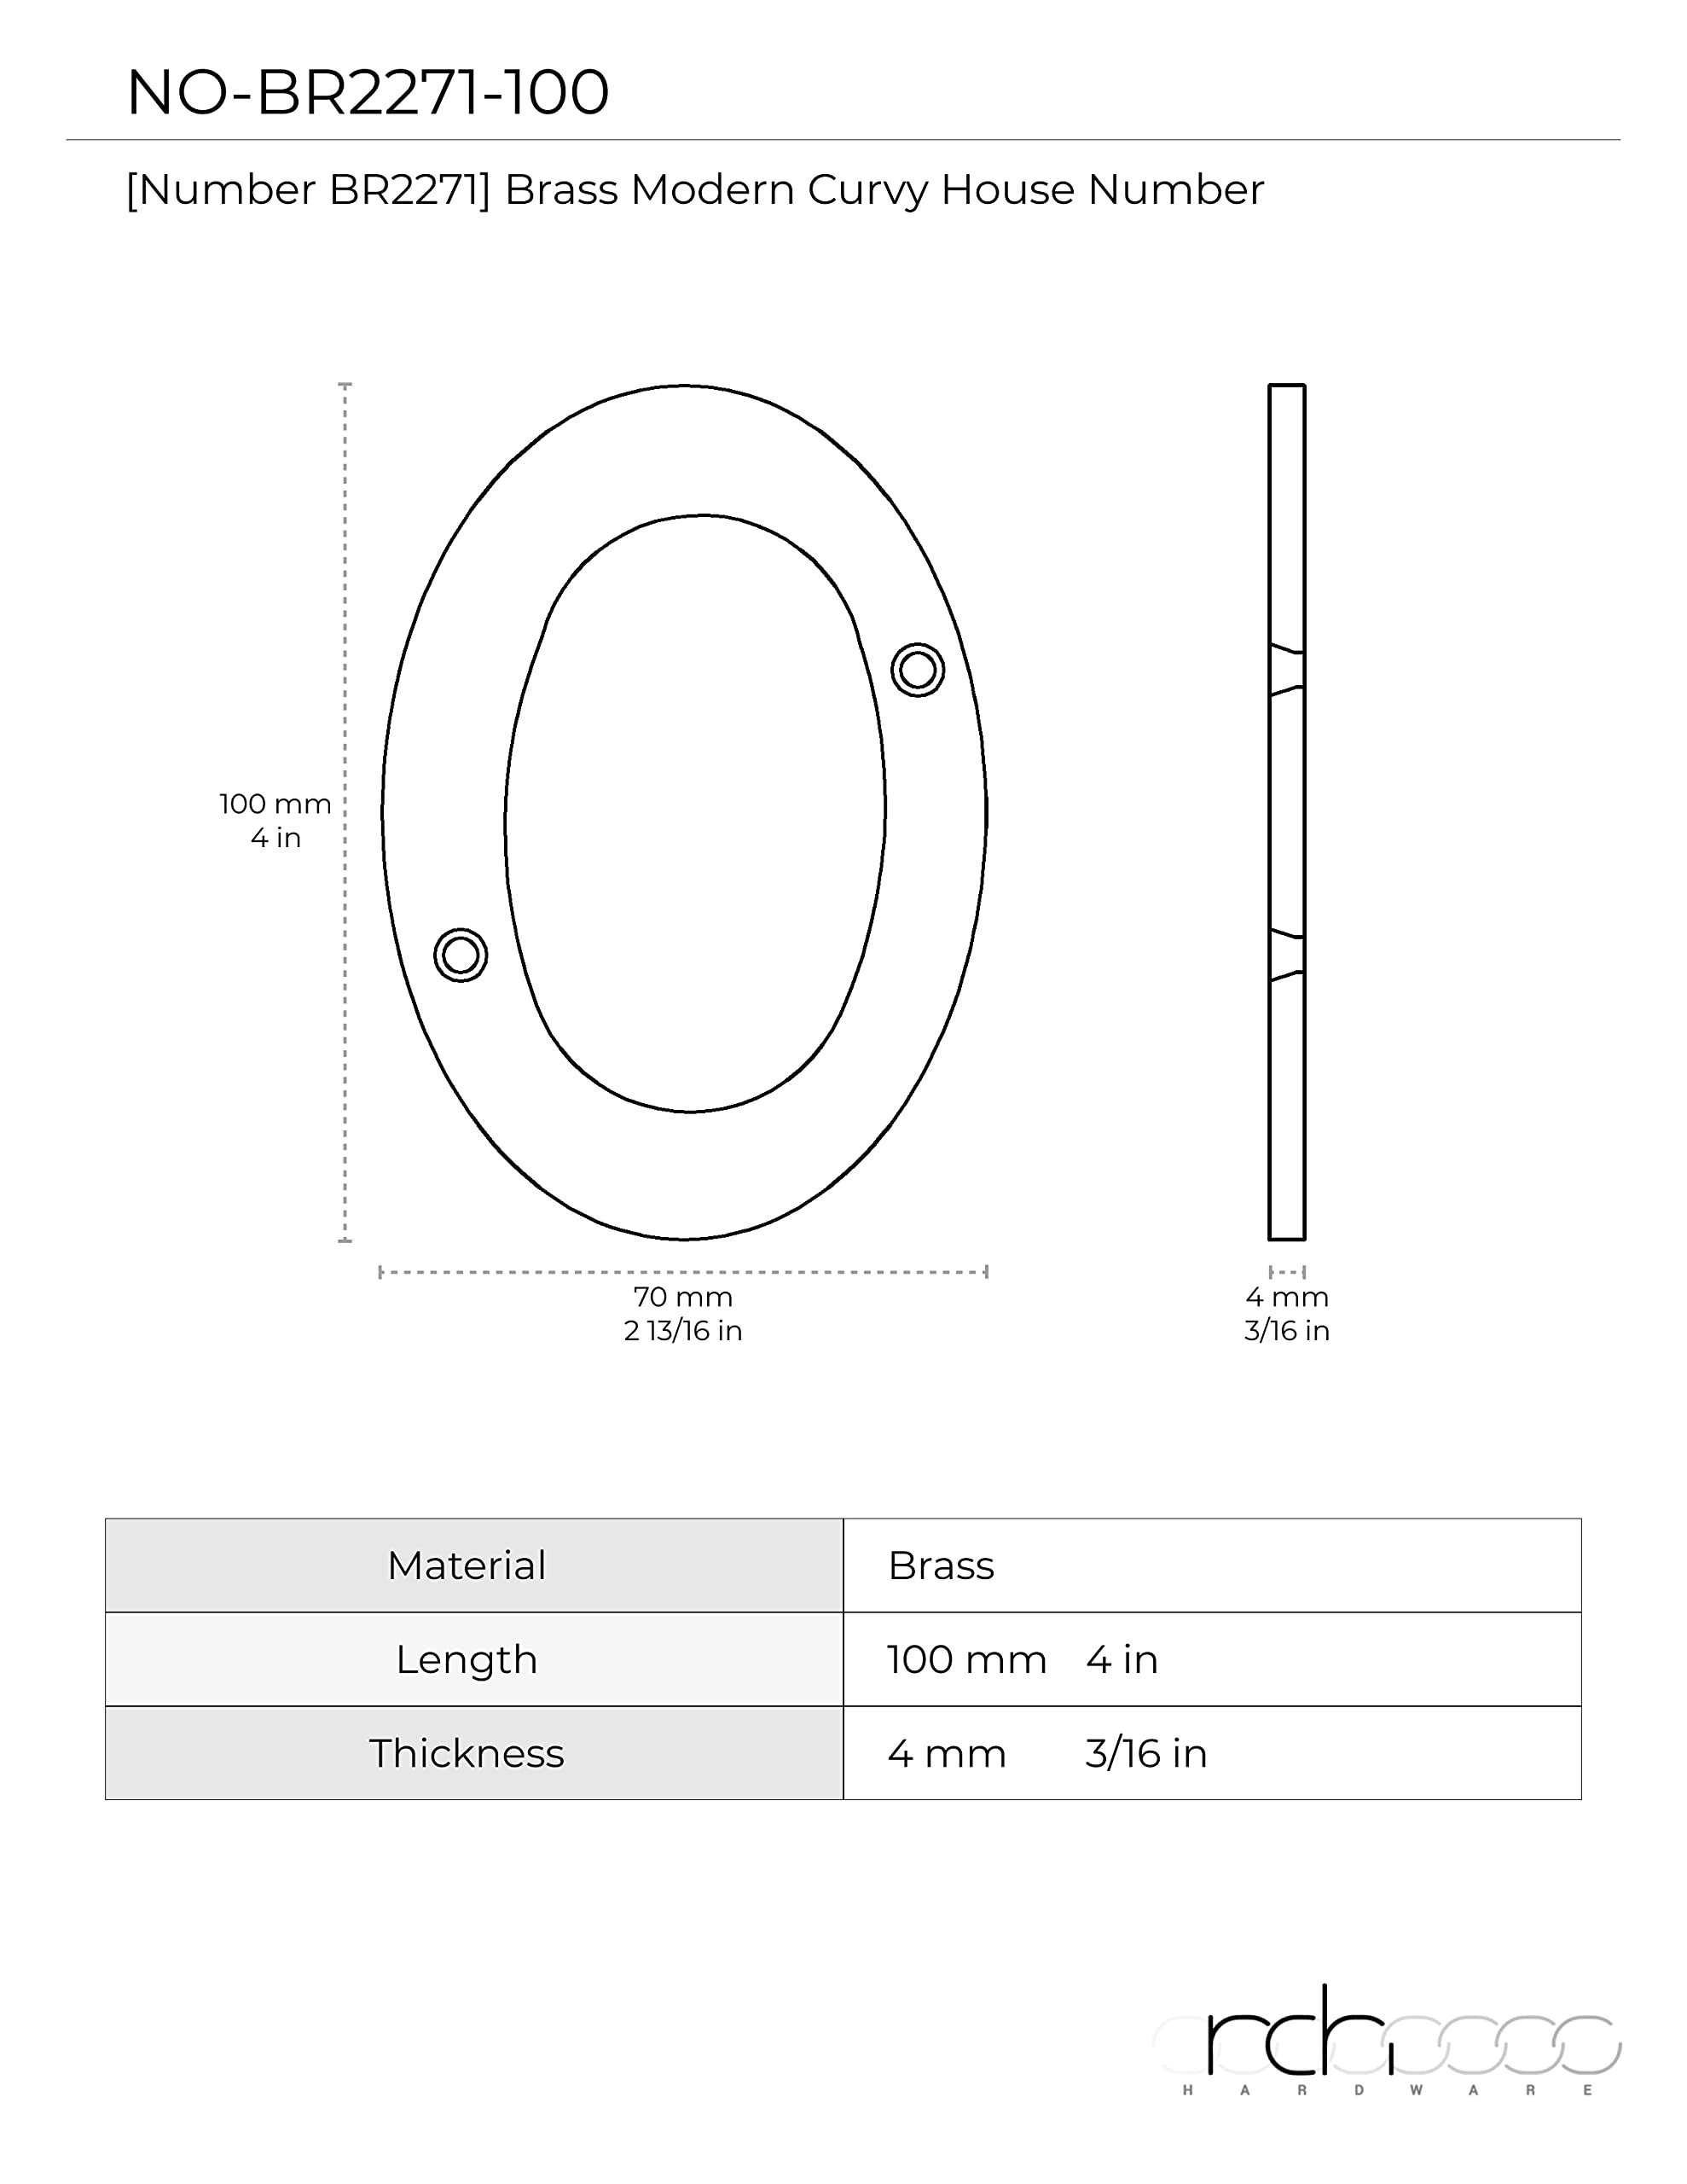 NO-BR2271-100
[Number BR2271] Brass Modern Curvy House Number
100 mm
4 in
70 mm
2 13/16 in
4 mm
3/16 in
Material Brass
Length 100 mm 4 in
Thickness 4 mm 3/16 in
rchi
HARDWARE